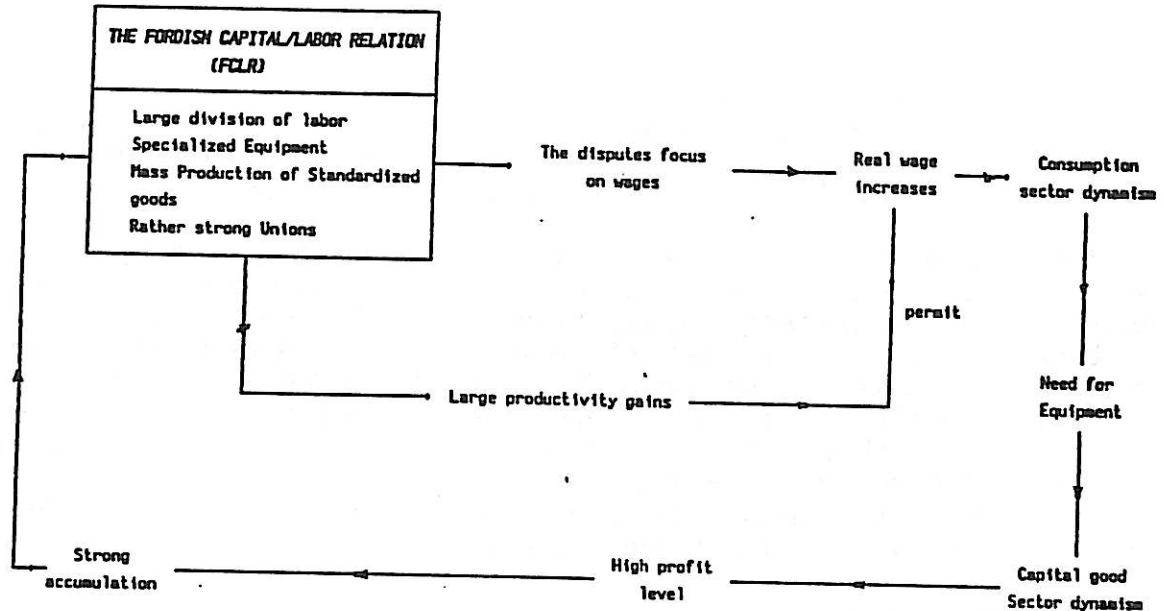 THE FORDISH CAPITAL/LABOR RELATION
(FCLR)
Large division of labor
Specialized Equipment
Mass Production of Standardized
goods
Rather strong Unions
The disputes focus
on wages
Real wage
increases
Consumption
sector dynamism
permit
Large productivity gains
Need for
Equipment
Strong
accumulation
High profit
level
Capital good
Sector dynamism